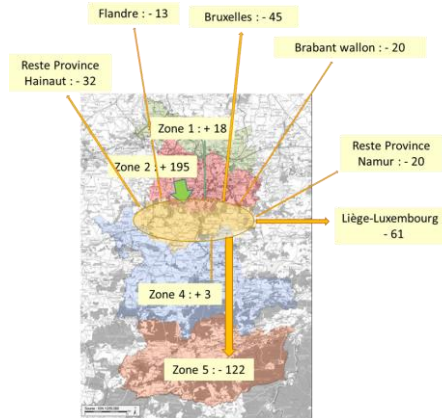 Flandre : - 13
Bruxelles : - 45
Brabant wallon : - 20
Reste Province
Hainaut : - 32
Zone 1 : + 18
Zone 2 : + 195
Reste Province
Namur : - 20
Liège-Luxembourg
- 61
Zone 4 : + 3
Zone 5 : - 122